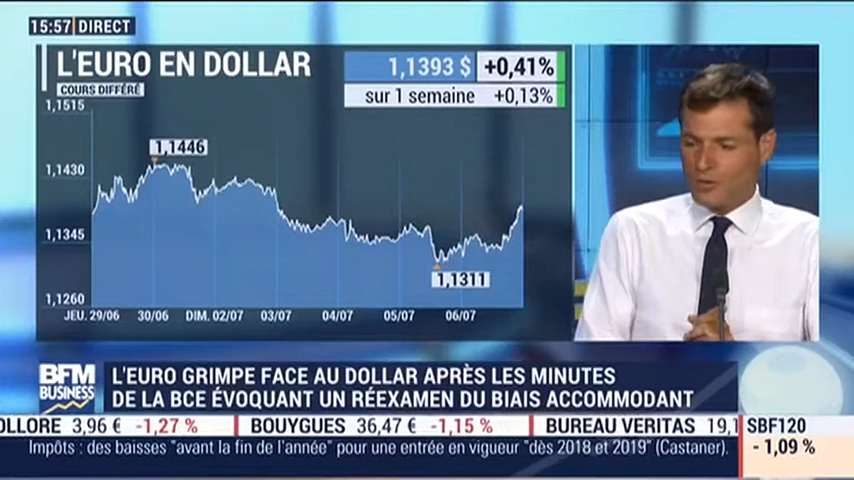 15:57 DIRECT
L'EURO EN DOLLAR
COURS DIFFÉRÉ
1,1393 $ +0,41%
sur 1 semaine +0,13%
1,1515
1,1446
1,1430
1,1345
1,1311
1,1260
JEU. 29/06 30/06 DIM. 02/07 03/07 04/07 05/07 06/07
BFM
BUSINESS
L'EURO GRIMPE FACE AU DOLLAR APRÈS LES MINUTES
DE LA BCE ÉVOQUANT UN RÉEXAMEN DU BIAIS ACCOMMODANT
OLLORE 3,96 € -1,27 % BOUYGUES 36,47 € -1,15 % BUREAU VERITAS 19,1
SBF120
- 1,09 %
Impôts : des baisses "avant la fin de l'année" pour une entrée en vigueur "dès 2018 et 2019" (Castaner).